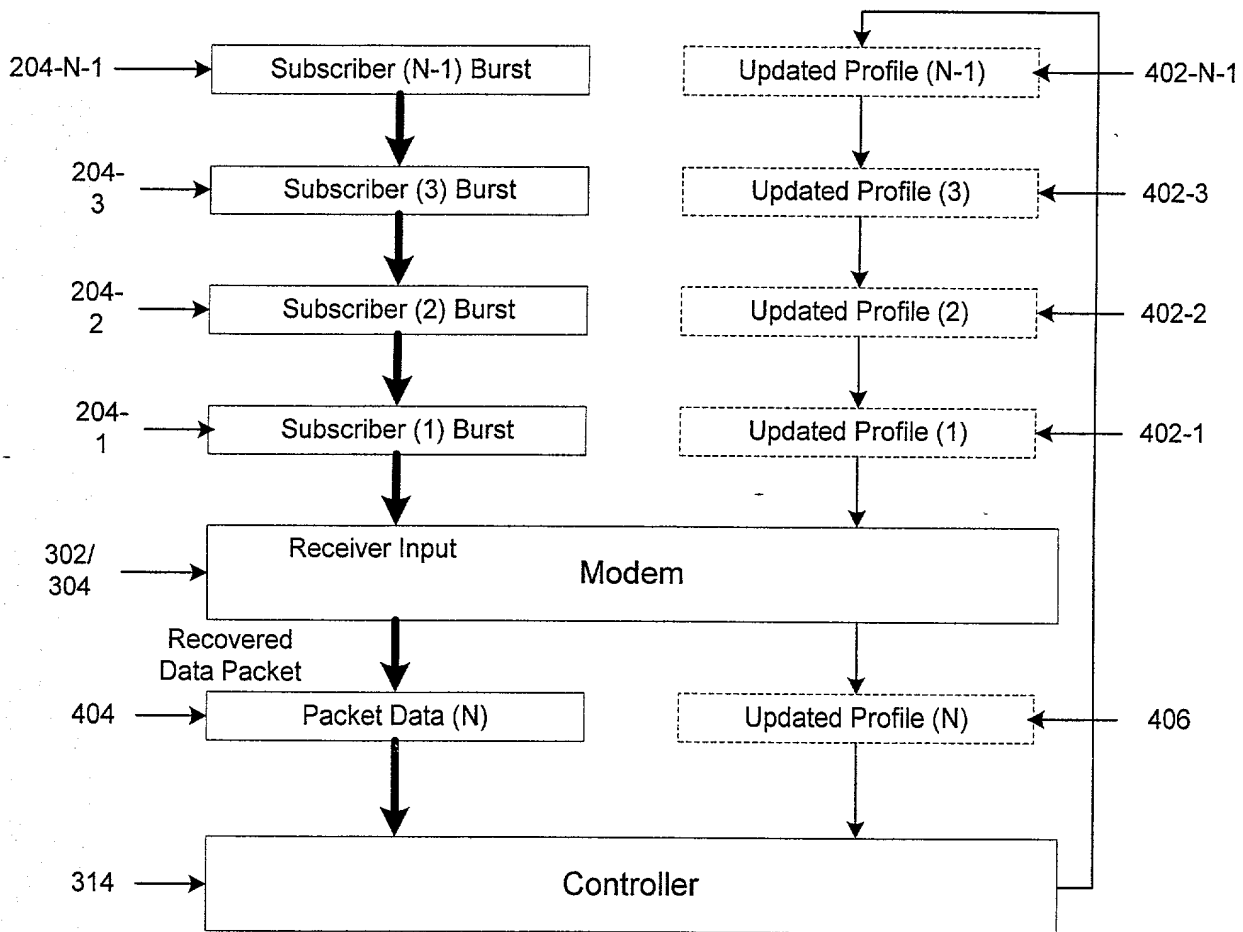 204-N-1
Subscriber (N-1) Burst
Updated Profile (N-1)
402-N-1
204-
3
Subscriber (3) Burst
Updated Profile (3)
402-3
204-
2
Subscriber (2) Burst
Updated Profile (2)
402-2
204-
1
Subscriber (1) Burst
Updated Profile (1)
402-1
302/
304
Receiver Input
Modem
Recovered
Data Packet
404
Packet Data (N)
Updated Profile (N)
406
314
Controller